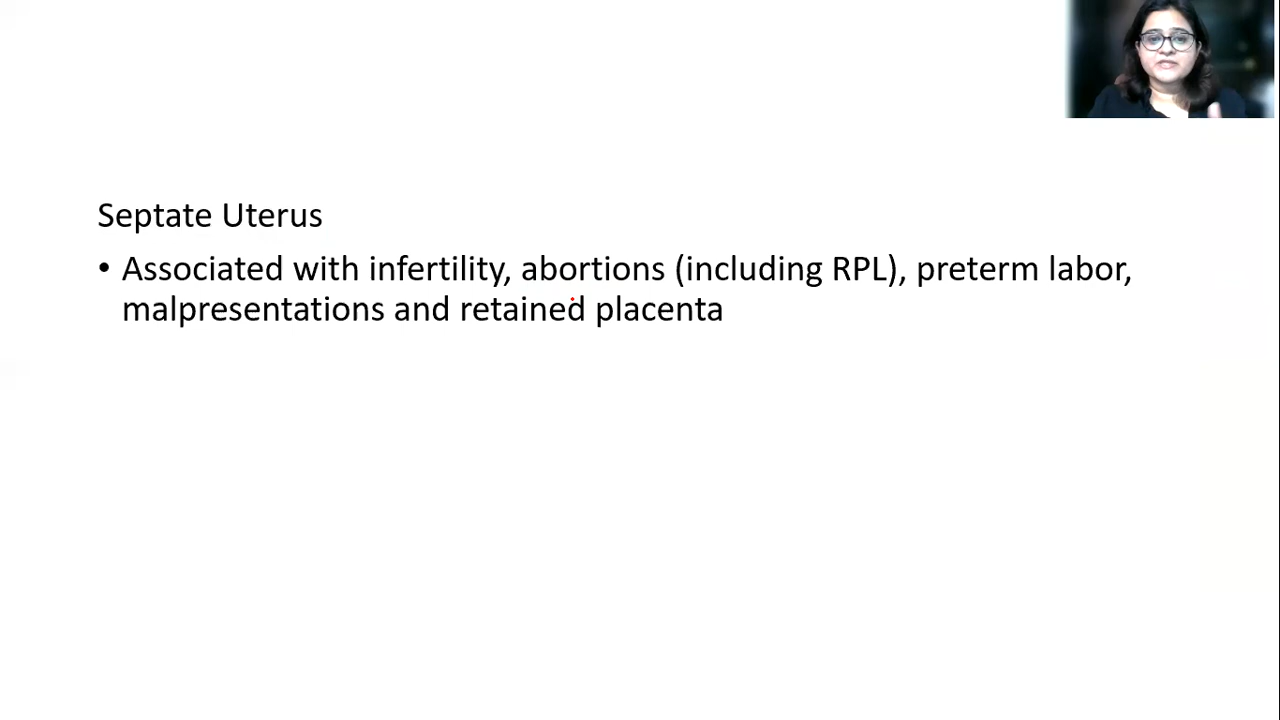 Septate Uterus
• Associated with infertility, abortions (including RPL), preterm labor,
malpresentations and retained placenta